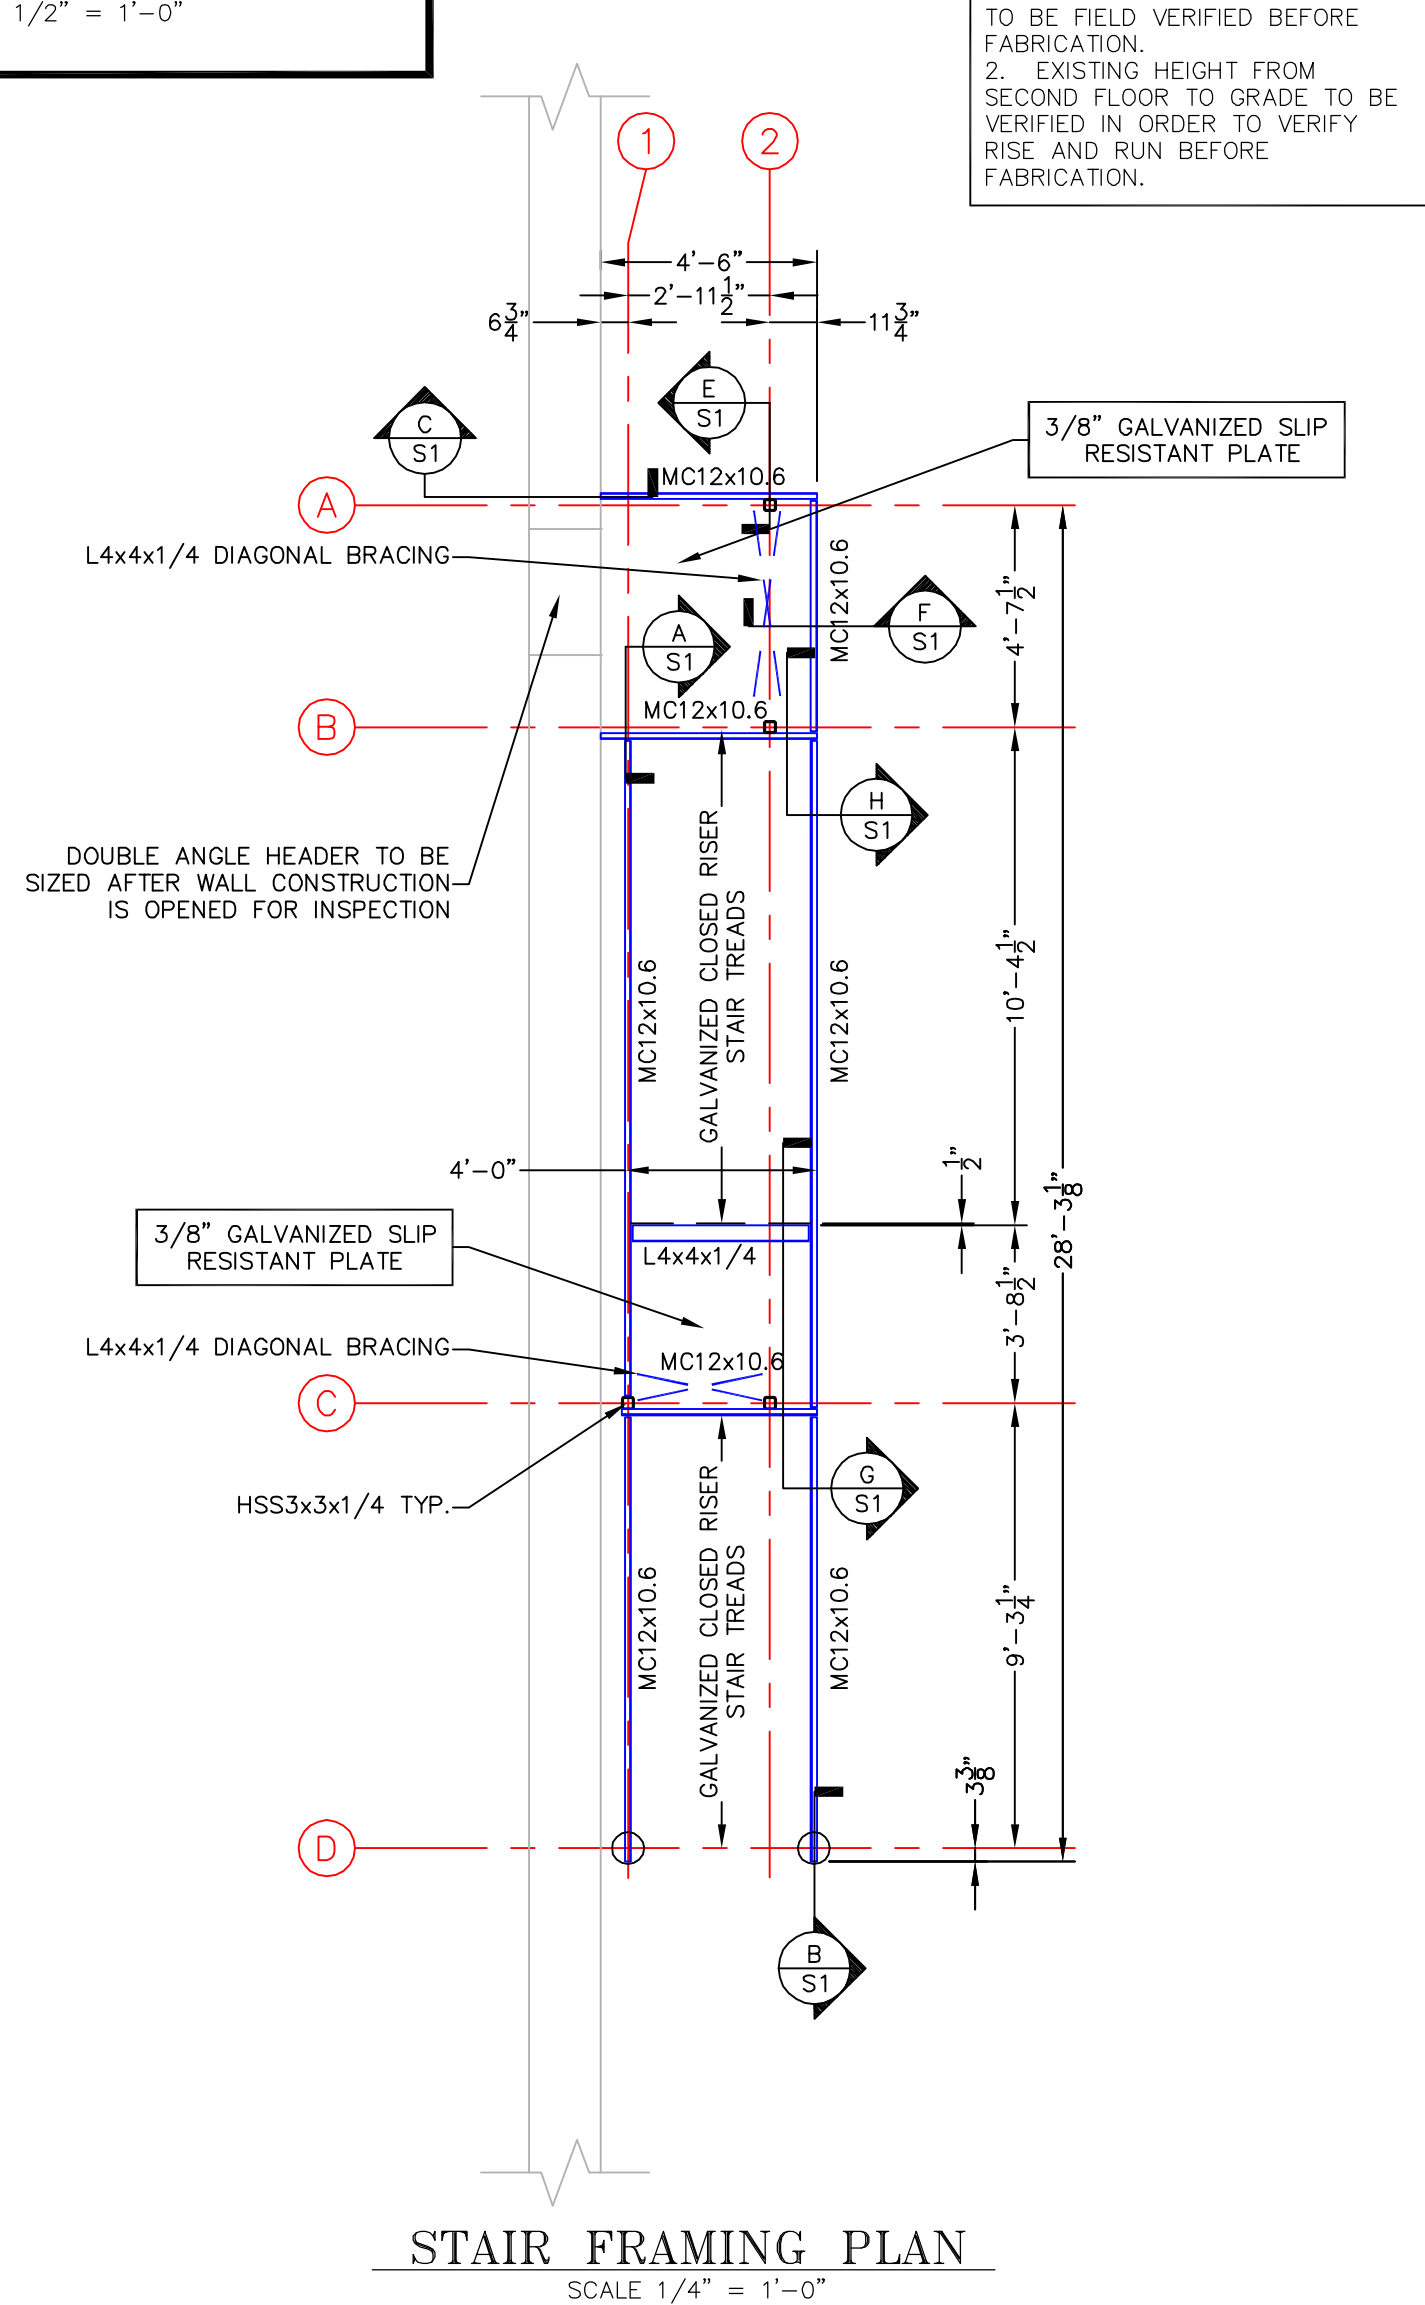 1/2" = 1'-0"
TO BE FIELD VERIFIED BEFORE
FABRICATION.
2. EXISTING HEIGHT FROM
SECOND FLOOR TO GRADE TO BE
VERIFIED IN ORDER TO VERIFY
RISE AND RUN BEFORE
FABRICATION.
1
2
4'-6"
2'-11 1/2"
6 3/4"
11 3/4"
E
S1
C
S1
3/8" GALVANIZED SLIP
RESISTANT PLATE
MC12x10.6
A
L4x4x1/4 DIAGONAL BRACING
MC12x10.6
4'-7 1/2"
F
S1
A
S1
MC12x10.6
B
H
S1
DOUBLE ANGLE HEADER TO BE
SIZED AFTER WALL CONSTRUCTION
IS OPENED FOR INSPECTION
GALVANIZED CLOSED RISER
STAIR TREADS
MC12x10.6
MC12x10.6
10'-4 1/2"
4'-0"
1/2"
28'-3 1/8"
3/8" GALVANIZED SLIP
RESISTANT PLATE
L4x4x1/4
3'-8 1/2"
L4x4x1/4 DIAGONAL BRACING
MC12x10.6
C
HSS3x3x1/4 TYP.
G
S1
GALVANIZED CLOSED RISER
STAIR TREADS
MC12x10.6
MC12x10.6
9'-3 1/4"
3 3/8"
D
B
S1
STAIR FRAMING PLAN
SCALE 1/4" = 1'-0"